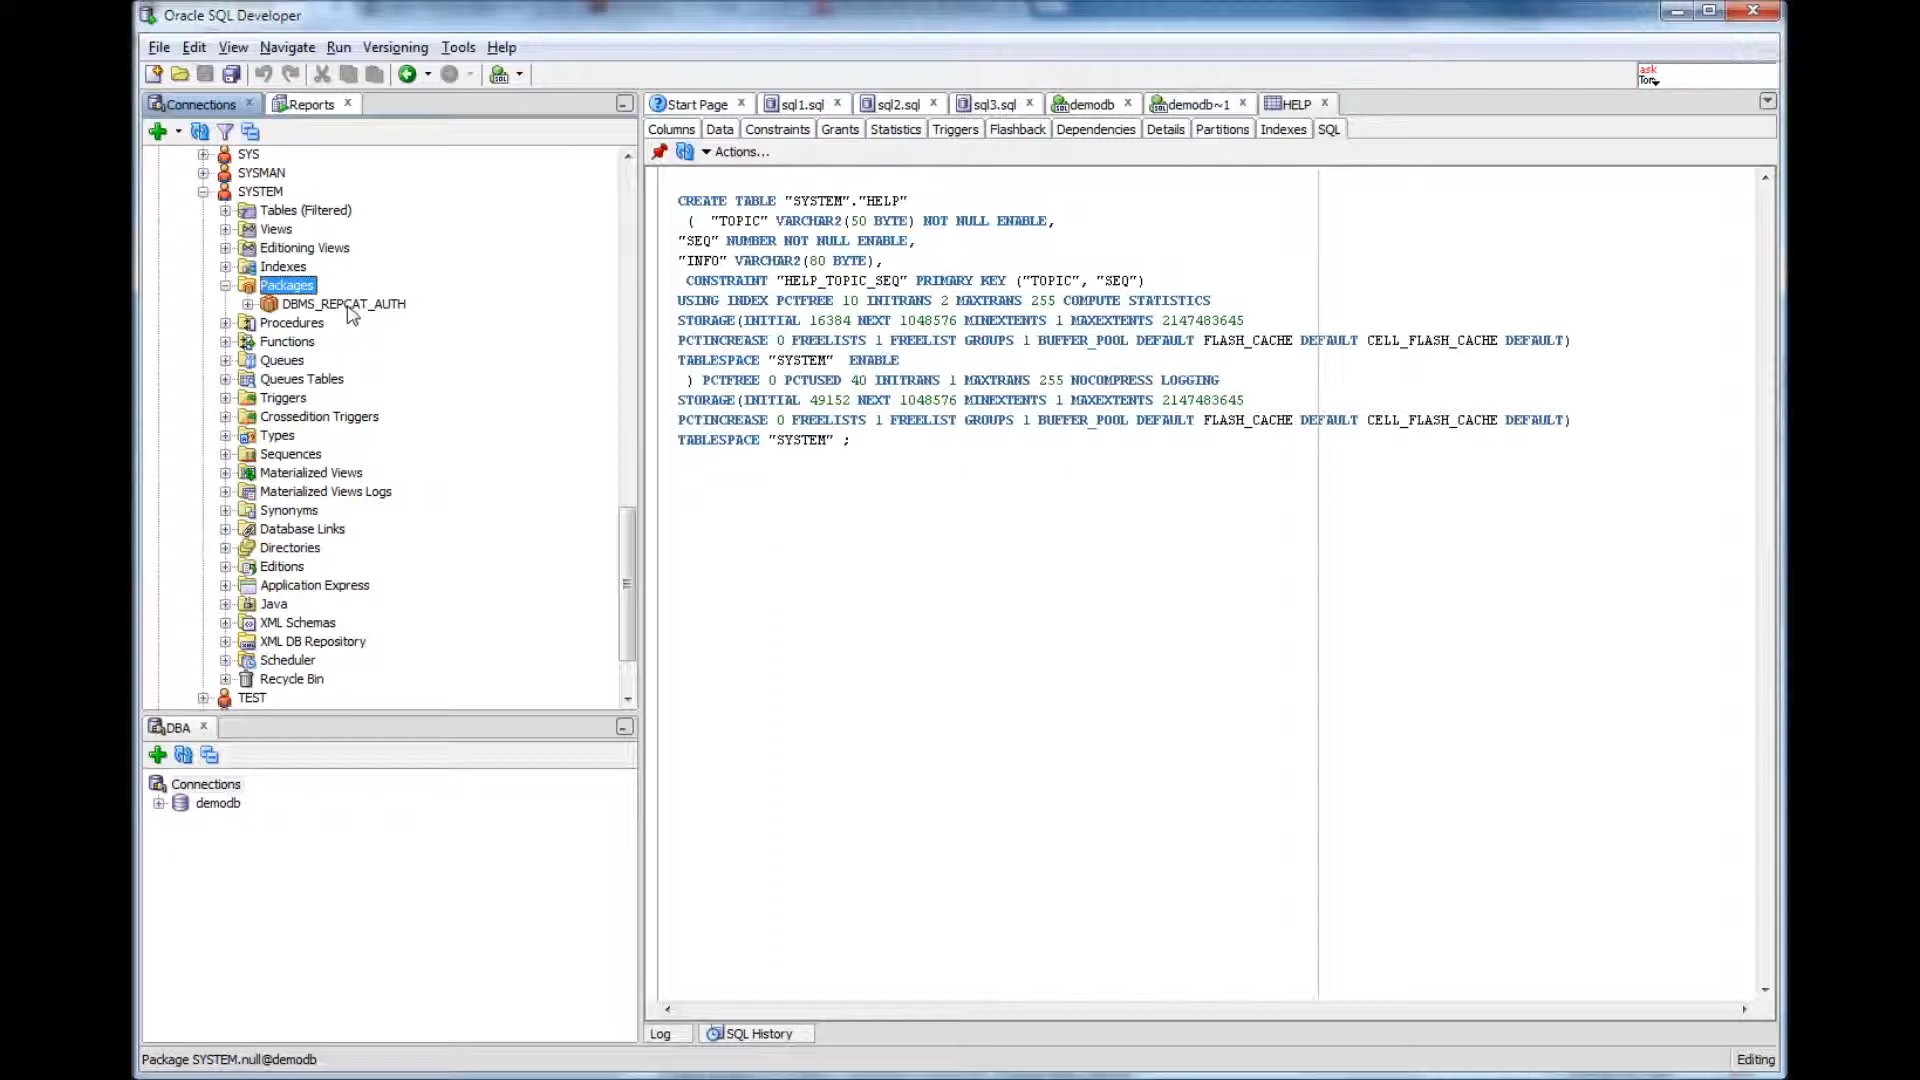 Oracle SQL Developer
File Edit View Navigate Run Versioning Tools Help
ask
Tom
Connections Reports
SYS
SYSMAN
SYSTEM
Tables (Filtered)
Views
Editioning Views
Indexes
Packages
DBMS_REPCAT_AUTH
Procedures
Functions
Queues
Queues Tables
Triggers
Crossedition Triggers
Types
Sequences
Materialized Views
Materialized Views Logs
Synonyms
Database Links
Directories
Editions
Application Express
Java
XML Schemas
XML DB Repository
Scheduler
Recycle Bin
TEST
DBA
Connections
demodb
Start Page sql1.sql sql2.sql sql3.sql demodb demodb~1 HELP
Columns Data Constraints Grants Statistics Triggers Flashback Dependencies Details Partitions Indexes SQL
Actions...
CREATE TABLE "SYSTEM"."HELP"
( "TOPIC" VARCHAR2(50 BYTE) NOT NULL ENABLE,
"SEQ" NUMBER NOT NULL ENABLE,
"INFO" VARCHAR2(80 BYTE),
CONSTRAINT "HELP_TOPIC_SEQ" PRIMARY KEY ("TOPIC", "SEQ")
USING INDEX PCTFREE 10 INITRANS 2 MAXTRANS 255 COMPUTE STATISTICS
STORAGE(INITIAL 16384 NEXT 1048576 MINEXTENTS 1 MAXEXTENTS 2147483645
PCTINCREASE 0 FREELISTS 1 FREELIST GROUPS 1 BUFFER_POOL DEFAULT FLASH_CACHE DEFAULT CELL_FLASH_CACHE DEFAULT)
TABLESPACE "SYSTEM" ENABLE
) PCTFREE 0 PCTUSED 40 INITRANS 1 MAXTRANS 255 NOCOMPRESS LOGGING
STORAGE(INITIAL 49152 NEXT 1048576 MINEXTENTS 1 MAXEXTENTS 2147483645
PCTINCREASE 0 FREELISTS 1 FREELIST GROUPS 1 BUFFER_POOL DEFAULT FLASH_CACHE DEFAULT CELL_FLASH_CACHE DEFAULT)
TABLESPACE "SYSTEM" ;
Log SQL History
Package SYSTEM.null@demodb
Editing